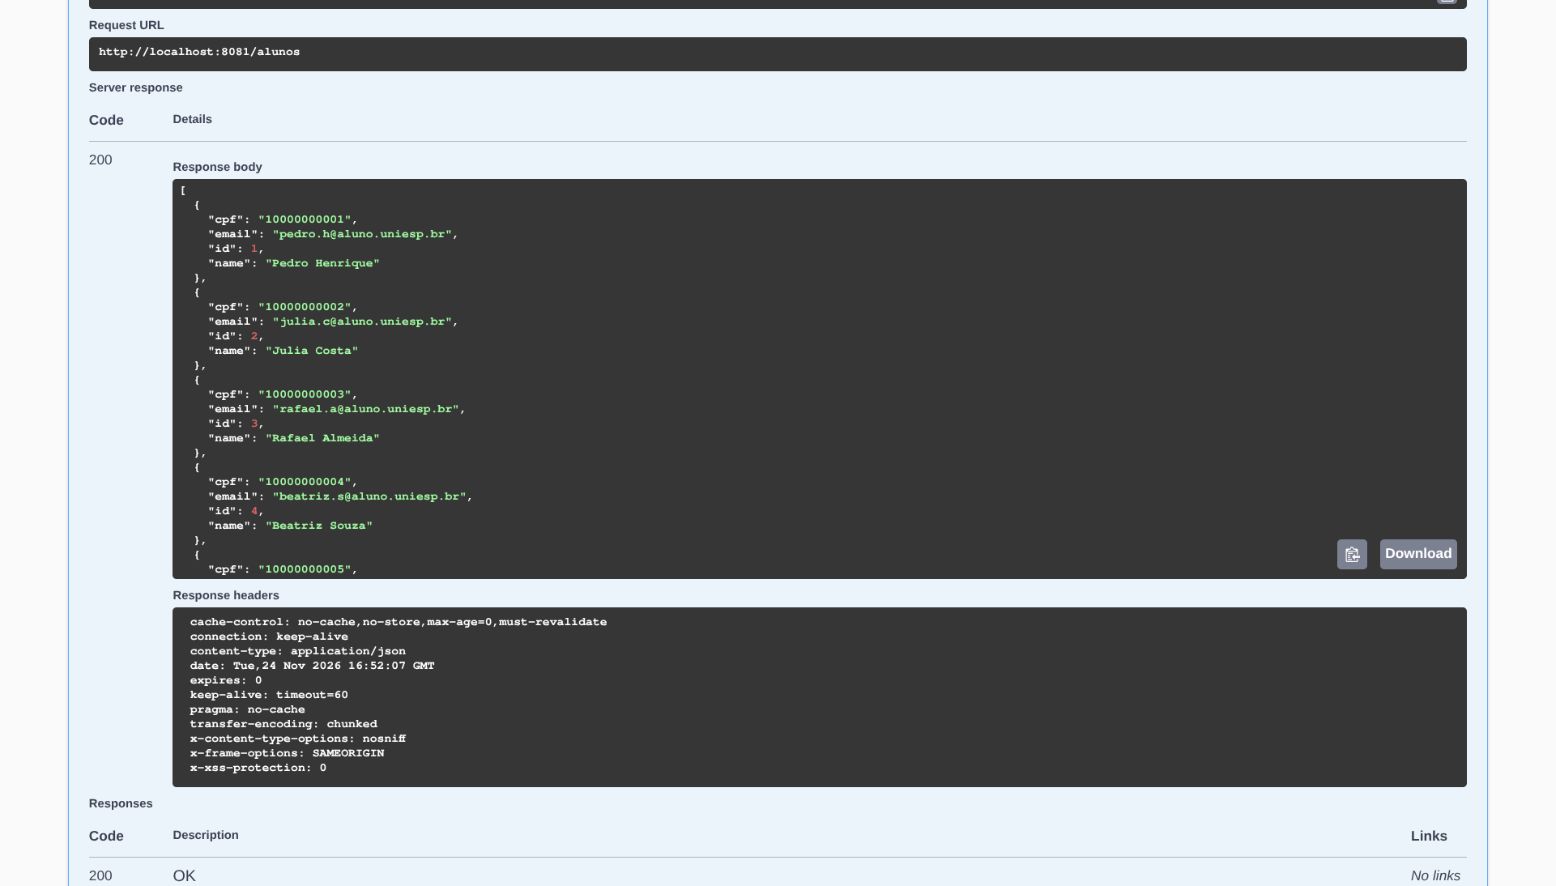 Request URL
http://localhost:8081/alunos
Server response
Code Details
200
Response body
[
  {
    "cpf": "10000000001",
    "email": "pedro.h@aluno.uniesp.br",
    "id": 1,
    "name": "Pedro Henrique"
  },
  {
    "cpf": "10000000002",
    "email": "julia.c@aluno.uniesp.br",
    "id": 2,
    "name": "Julia Costa"
  },
  {
    "cpf": "10000000003",
    "email": "rafael.a@aluno.uniesp.br",
    "id": 3,
    "name": "Rafael Almeida"
  },
  {
    "cpf": "10000000004",
    "email": "beatriz.s@aluno.uniesp.br",
    "id": 4,
    "name": "Beatriz Souza"
  },
  {
    "cpf": "10000000005",
Download
Response headers
cache-control: no-cache,no-store,max-age=0,must-revalidate
connection: keep-alive
content-type: application/json
date: Tue,24 Nov 2026 16:52:07 GMT
expires: 0
keep-alive: timeout=60
pragma: no-cache
transfer-encoding: chunked
x-content-type-options: nosniff
x-frame-options: SAMEORIGIN
x-xss-protection: 0
Responses
Code Description Links
200 OK No links